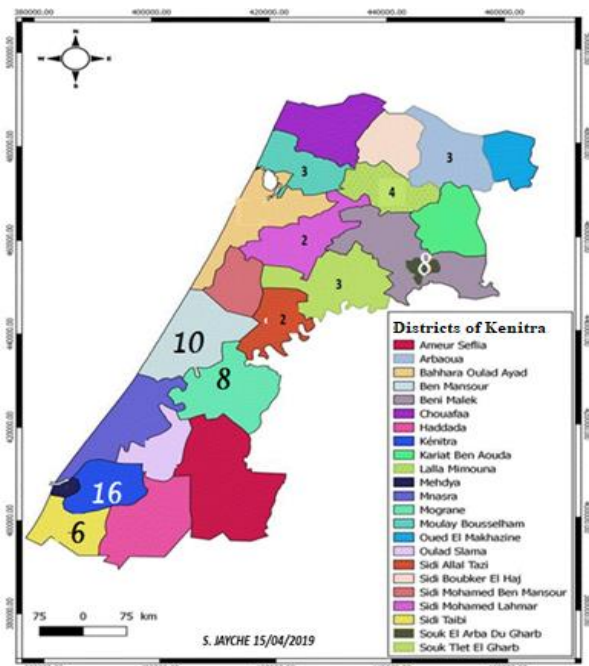 380000.00 400000.00 420000.00 440000.00 460000.00
N
W E
S
3
3
4
2
8
3
2
10
8
16
6
Districts of Kenitra
Ameur Seflia
Arbaoua
Bahhara Oulad Ayad
Ben Mansour
Beni Malek
Chouafaa
Haddada
Kénitra
Kariat Ben Aouda
Lalla Mimouna
Mehdya
Mnasra
Mograne
Moulay Bousselham
Oued El Makhazine
Oulad Slama
Sidi Allal Tazi
Sidi Boubker El Haj
Sidi Mohamed Ben Mansour
Sidi Mohamed Lahmar
Sidi Taibi
Souk El Arba Du Gharb
Souk Tlet El Gharb
75 0 75 km
S. JAYCHE 15/04/2019